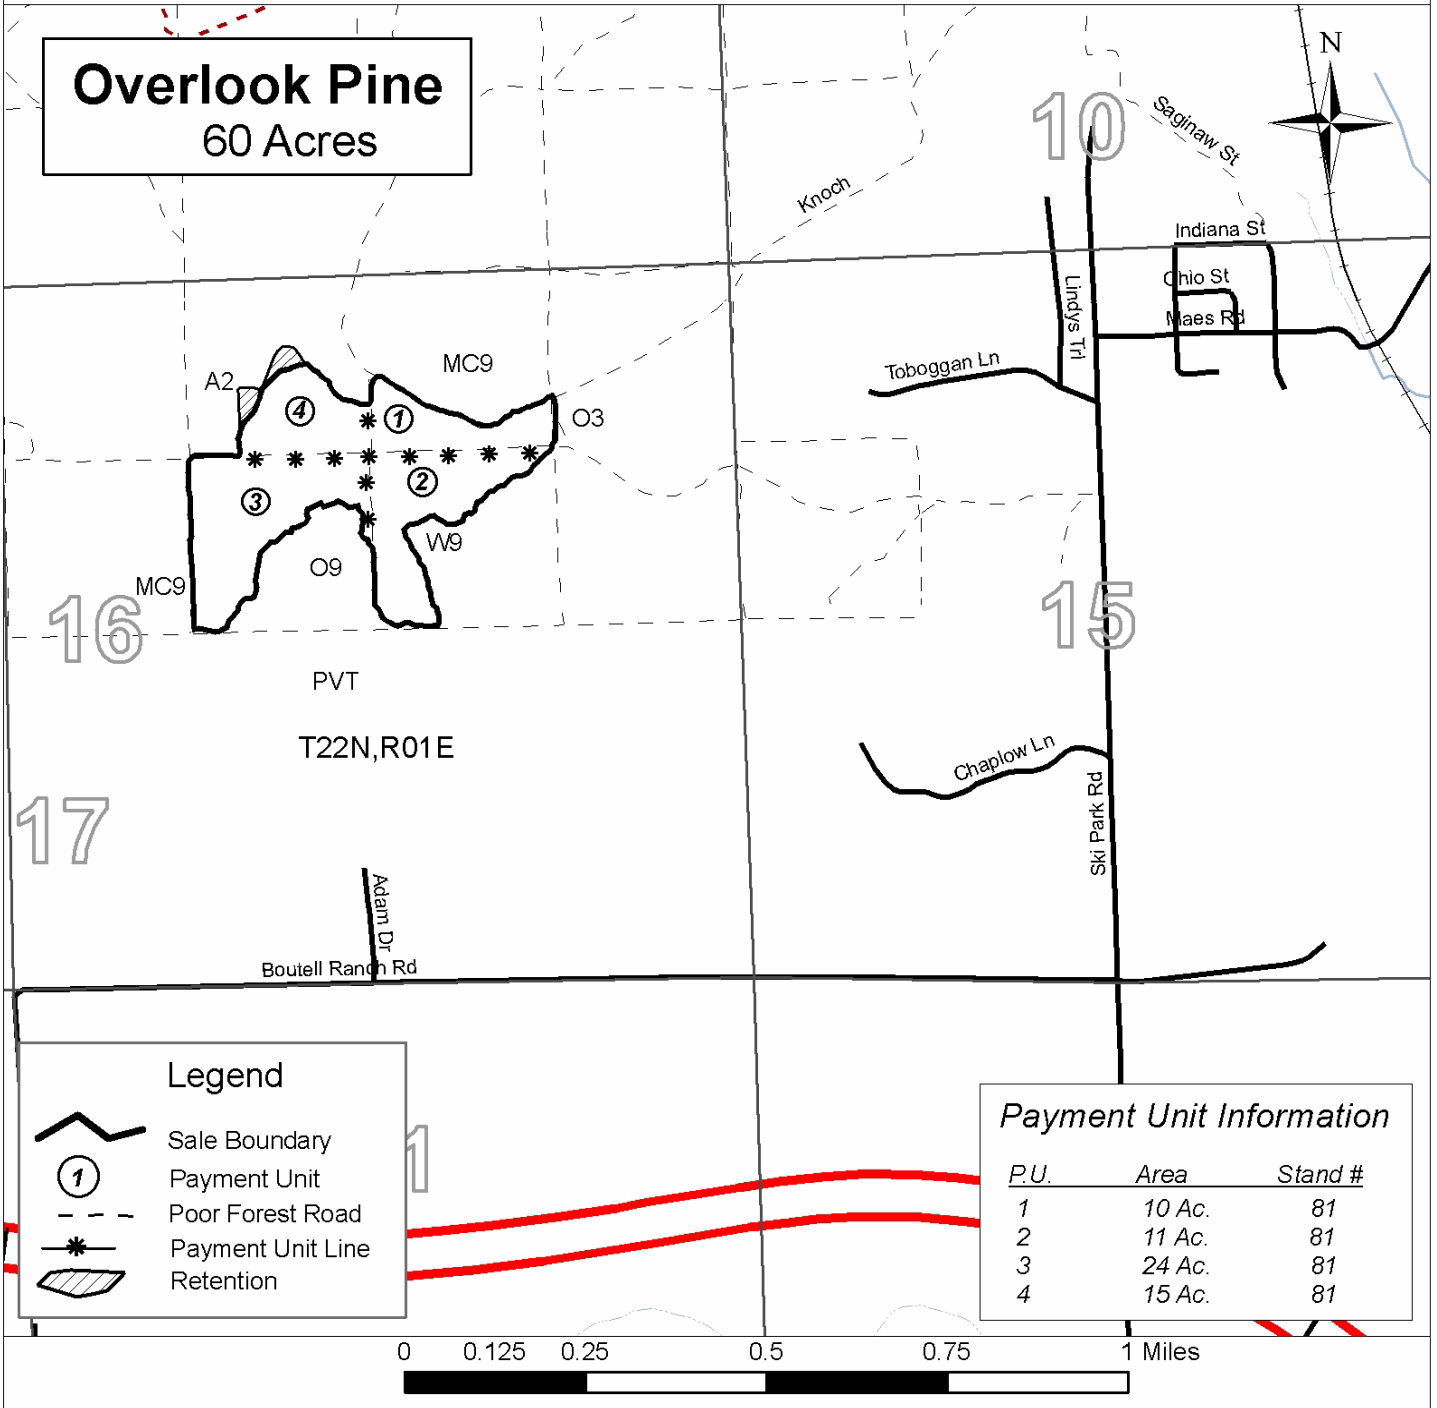 Overlook Pine
60 Acres
N
10
Saginaw St
Knoch
Indiana St
Ohio St
Maes Rd
Lindys Trl
Toboggan Ln
MC9
A2
4
1
O3
2
3
W9
O9
MC9
16
15
PVT
T22N,R01E
Chaplow Ln
Ski Park Rd
17
Adam Dr
Boutell Ranch Rd
Legend
Sale Boundary
1 Payment Unit
Poor Forest Road
Payment Unit Line
Retention
1
Payment Unit Information
P.U. Area Stand #
1 10 Ac. 81
2 11 Ac. 81
3 24 Ac. 81
4 15 Ac. 81
0 0.125 0.25 0.5 0.75 1 Miles